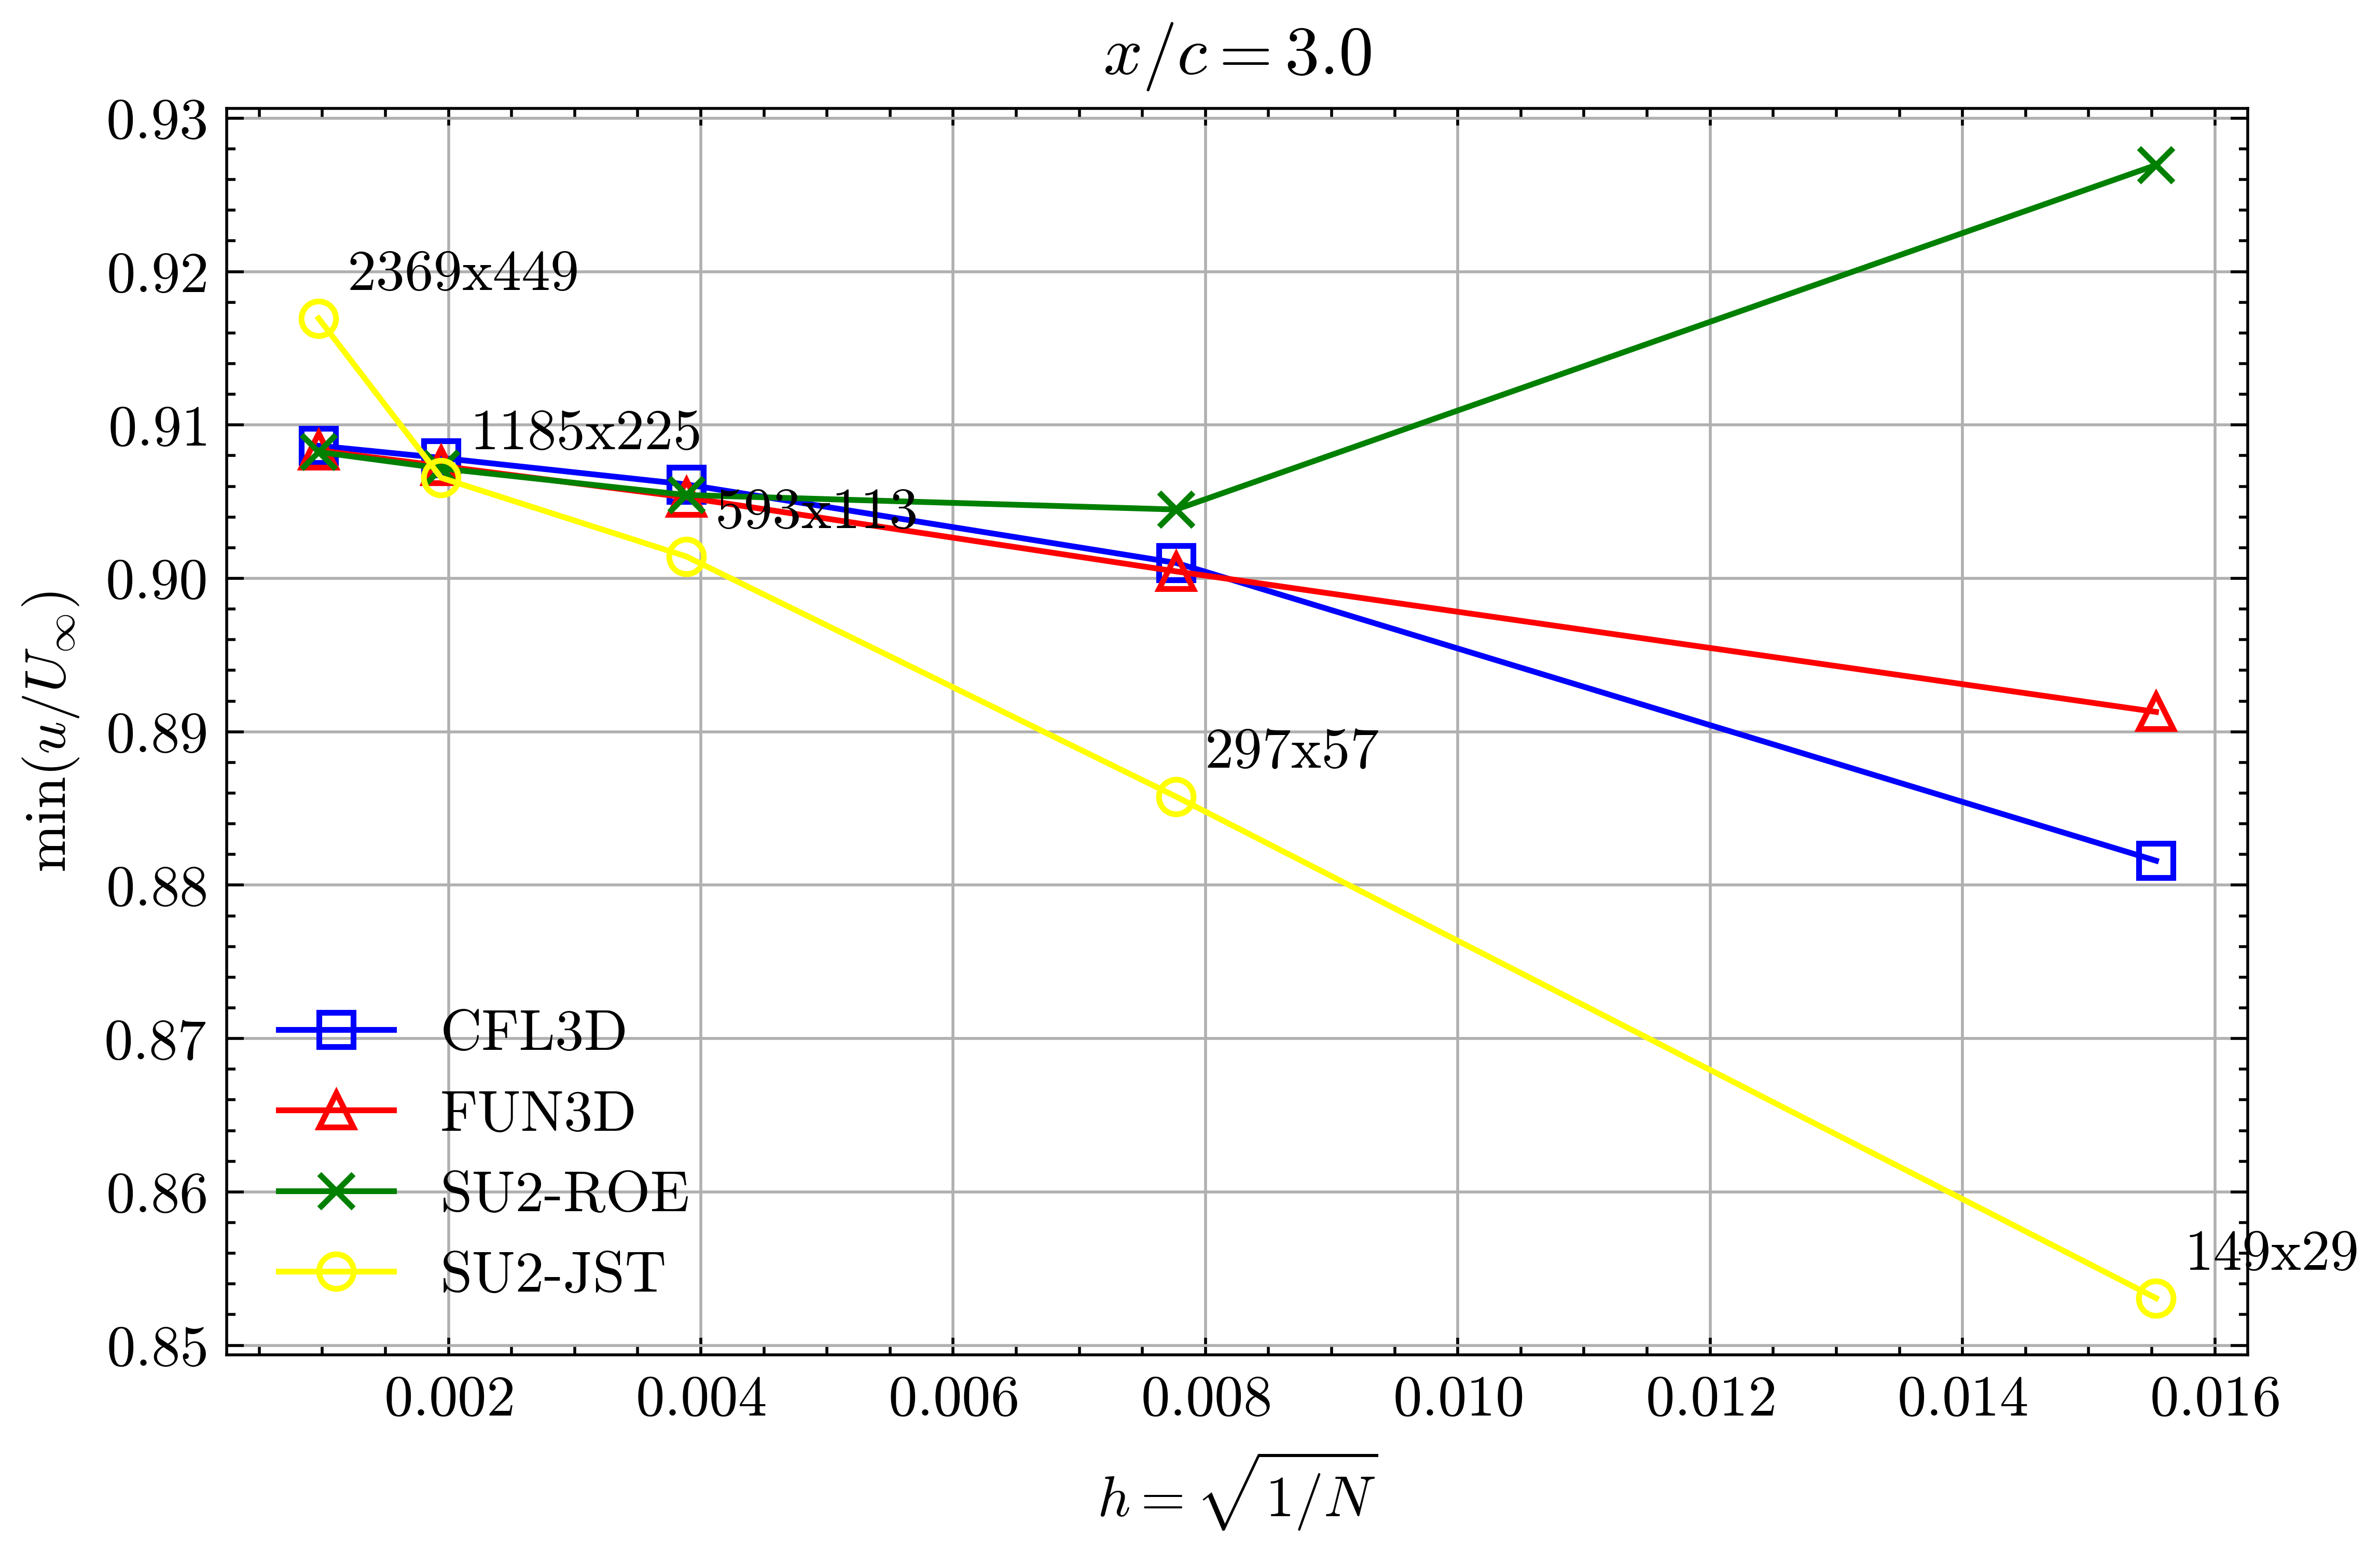 x/c = 3.0
0.93
0.92
0.91
0.90
0.89
0.88
0.87
0.86
0.85
min(u/U∞)
2369x449
1185x225
593x113
297x57
149x29
CFL3D
FUN3D
SU2-ROE
SU2-JST
0.002 0.004 0.006 0.008 0.010 0.012 0.014 0.016
h = √1/N